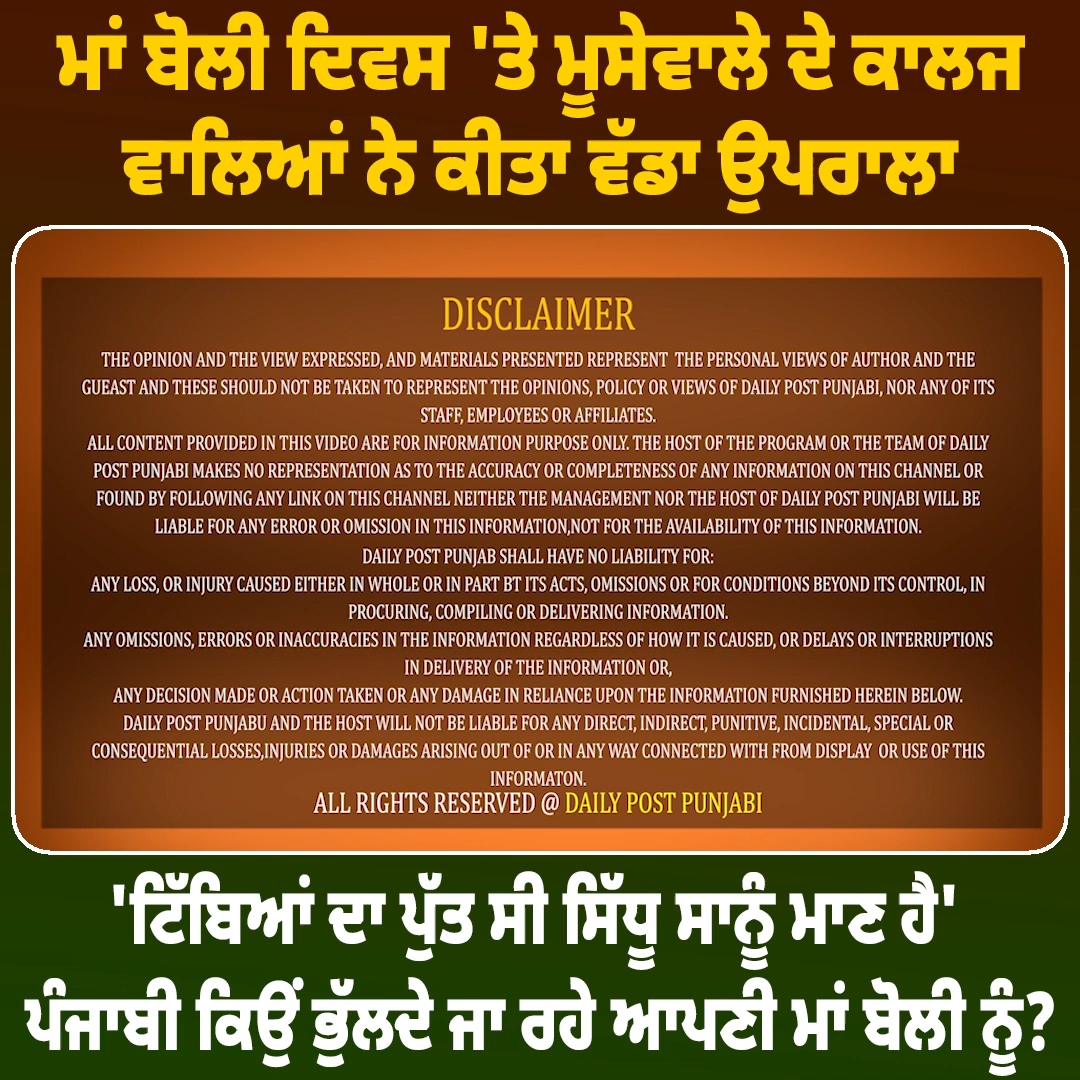 ਮਾਂ ਬੋਲੀ ਦਿਵਸ 'ਤੇ ਮੂਸੇਵਾਲੇ ਦੇ ਕਾਲਜ
ਵਾਲਿਆਂ ਨੇ ਕੀਤਾ ਵੱਡਾ ਉਪਰਾਲਾ
DISCLAIMER
THE OPINION AND THE VIEW EXPRESSED, AND MATERIALS PRESENTED REPRESENT THE PERSONAL VIEWS OF AUTHOR AND THE
GUEAST AND THESE SHOULD NOT BE TAKEN TO REPRESENT THE OPINIONS, POLICY OR VIEWS OF DAILY POST PUNJABI, NOR ANY OF ITS
STAFF, EMPLOYEES OR AFFILIATES.
ALL CONTENT PROVIDED IN THIS VIDEO ARE FOR INFORMATION PURPOSE ONLY. THE HOST OF THE PROGRAM OR THE TEAM OF DAILY
POST PUNJABI MAKES NO REPRESENTATION AS TO THE ACCURACY OR COMPLETENESS OF ANY INFORMATION ON THIS CHANNEL OR
FOUND BY FOLLOWING ANY LINK ON THIS CHANNEL NEITHER THE MANAGEMENT NOR THE HOST OF DAILY POST PUNJABI WILL BE
LIABLE FOR ANY ERROR OR OMISSION IN THIS INFORMATION,NOT FOR THE AVAILABILITY OF THIS INFORMATION.
DAILY POST PUNJAB SHALL HAVE NO LIABILITY FOR:
ANY LOSS, OR INJURY CAUSED EITHER IN WHOLE OR IN PART BT ITS ACTS, OMISSIONS OR FOR CONDITIONS BEYOND ITS CONTROL, IN
PROCURING, COMPILING OR DELIVERING INFORMATION.
ANY OMISSIONS, ERRORS OR INACCURACIES IN THE INFORMATION REGARDLESS OF HOW IT IS CAUSED, OR DELAYS OR INTERRUPTIONS
IN DELIVERY OF THE INFORMATION OR,
ANY DECISION MADE OR ACTION TAKEN OR ANY DAMAGE IN RELIANCE UPON THE INFORMATION FURNISHED HEREIN BELOW.
DAILY POST PUNJABU AND THE HOST WILL NOT BE LIABLE FOR ANY DIRECT, INDIRECT, PUNITIVE, INCIDENTAL, SPECIAL OR
CONSEQUENTIAL LOSSES,INJURIES OR DAMAGES ARISING OUT OF OR IN ANY WAY CONNECTED WITH FROM DISPLAY OR USE OF THIS
INFORMATON.
ALL RIGHTS RESERVED @ DAILY POST PUNJABI
'ਟਿੱਬਿਆਂ ਦਾ ਪੁੱਤ ਸੀ ਸਿੱਧੂ ਸਾਨੂੰ ਮਾਣ ਹੈ'
ਪੰਜਾਬੀ ਕਿਉਂ ਭੁੱਲਦੇ ਜਾ ਰਹੇ ਆਪਣੀ ਮਾਂ ਬੋਲੀ ਨੂੰ?